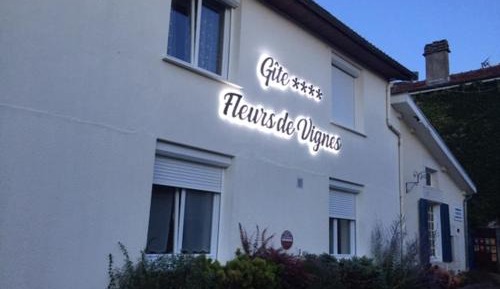 Gîte ****
Fleurs de Vignes